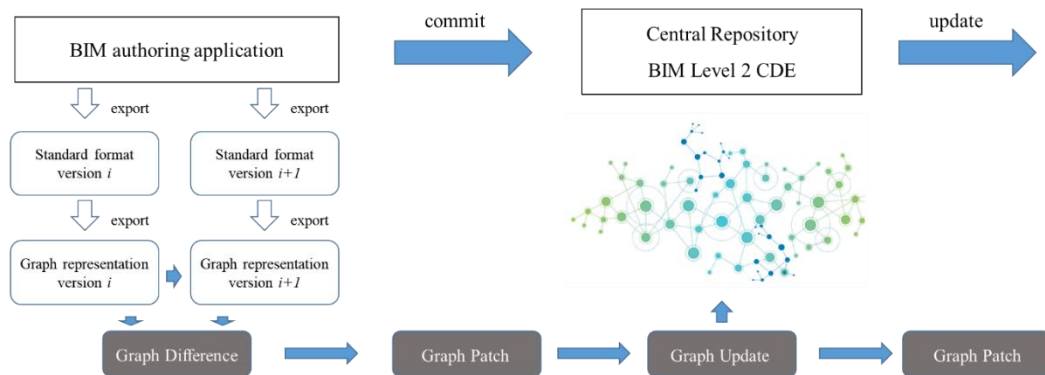 commit
update
BIM authoring application
Central Repository
BIM Level 2 CDE
export
export
Standard format
version i
Standard format
version i+1
export
export
Graph representation
version i
Graph representation
version i+1
Graph Difference
Graph Patch
Graph Update
Graph Patch